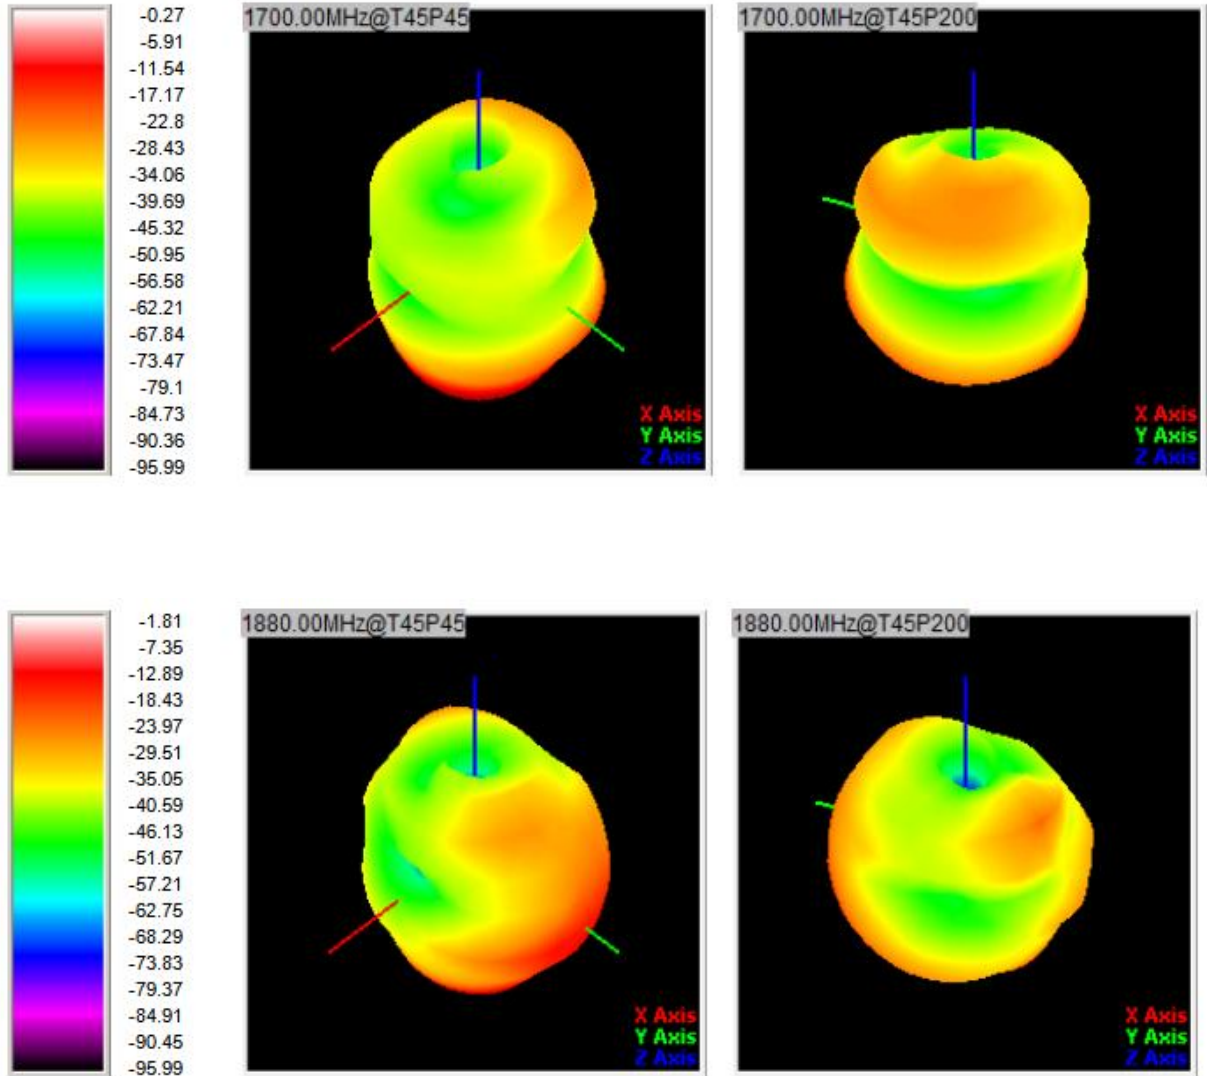 -0.27
-5.91
-11.54
-17.17
-22.8
-28.43
-34.06
-39.69
-45.32
-50.95
-56.58
-62.21
-67.84
-73.47
-79.1
-84.73
-90.36
-95.99
1700.00MHz@T45P45
X Axis
Y Axis
Z Axis
1700.00MHz@T45P200
X Axis
Y Axis
Z Axis
-1.81
-7.35
-12.89
-18.43
-23.97
-29.51
-35.05
-40.59
-46.13
-51.67
-57.21
-62.75
-68.29
-73.83
-79.37
-84.91
-90.45
-95.99
1880.00MHz@T45P45
X Axis
Y Axis
Z Axis
1880.00MHz@T45P200
X Axis
Y Axis
Z Axis